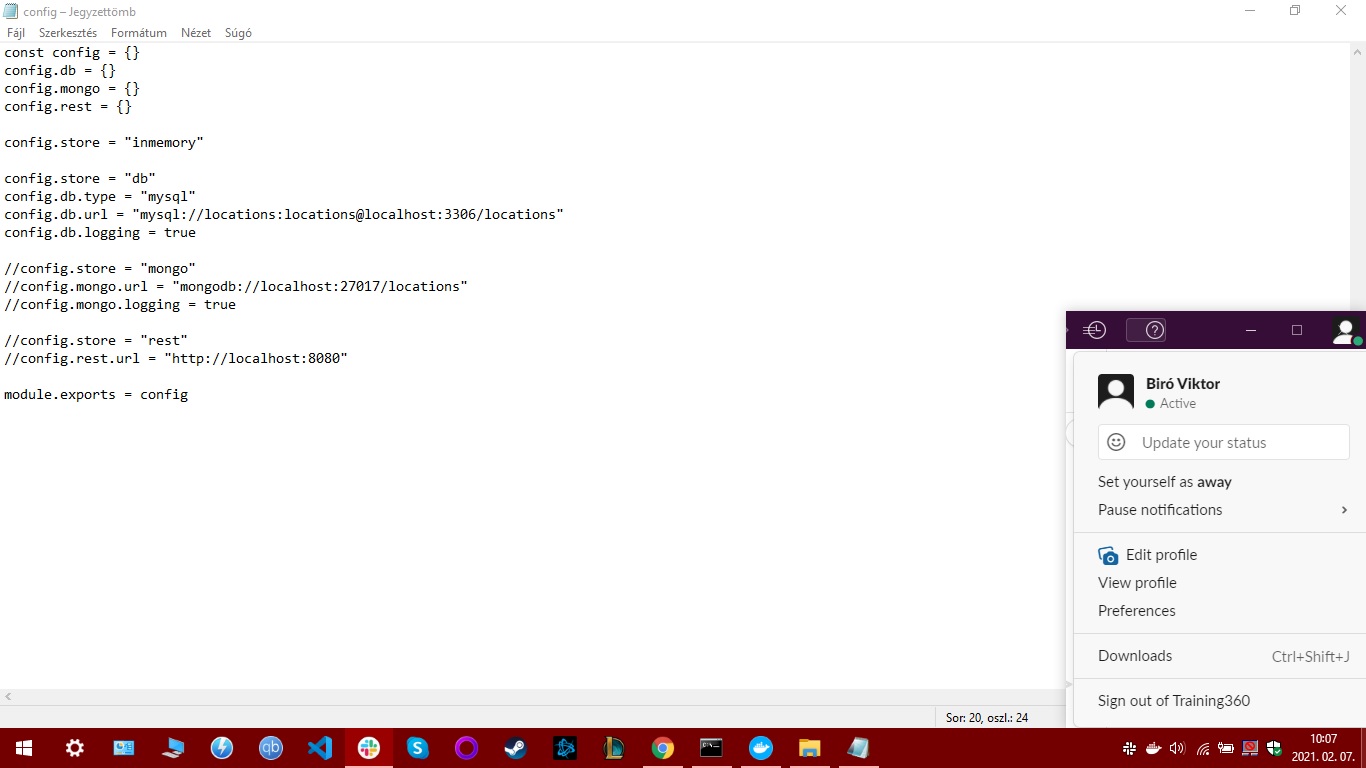 config – Jegyzettömb
Fájl Szerkesztés Formátum Nézet Súgó
const config = {}
config.db = {}
config.mongo = {}
config.rest = {}
config.store = "inmemory"
config.store = "db"
config.db.type = "mysql"
config.db.url = "mysql://locations:locations@localhost:3306/locations"
config.db.logging = true
//config.store = "mongo"
//config.mongo.url = "mongodb://localhost:27017/locations"
//config.mongo.logging = true
//config.store = "rest"
//config.rest.url = "http://localhost:8080"
module.exports = config
Biró Viktor
Active
Update your status
Set yourself as away
Pause notifications
Edit profile
View profile
Preferences
Downloads Ctrl+Shift+J
Sign out of Training360
Sor: 20, oszl.: 24
qb
10:07
2021. 02. 07.